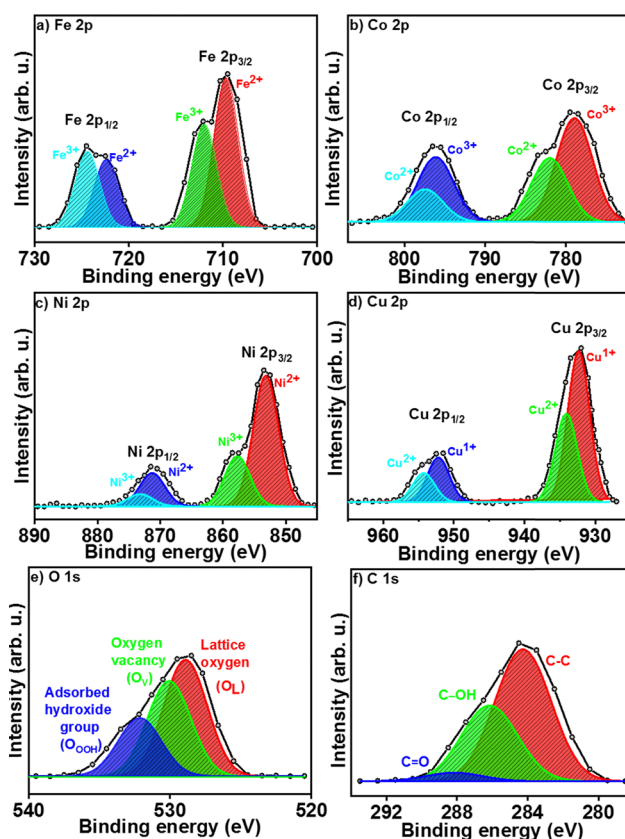 a) Fe 2p
Fe 2p3/2
Fe2+
Fe3+
Fe 2p1/2
Fe3+
Fe2+
Intensity (arb. u.)
730 720 710 700
Binding energy (eV)
b) Co 2p
Co 2p3/2
Co3+
Co 2p1/2
Co3+
Co2+
Co2+
Intensity (arb. u.)
800 790 780
Binding energy (eV)
c) Ni 2p
Ni 2p3/2
Ni2+
Ni 2p1/2
Ni3+
Ni2+
Ni3+
Intensity (arb. u.)
890 880 870 860 850
Binding energy (eV)
d) Cu 2p
Cu 2p3/2
Cu1+
Cu2+
Cu 2p1/2
Cu2+
Cu1+
Intensity (arb. u.)
960 950 940 930
Binding energy (eV)
e) O 1s
Oxygen
vacancy
(OV)
Lattice
oxygen
(OL)
Adsorbed
hydroxide
group
(OOOH)
Intensity (arb. u.)
540 530 520
Binding energy (eV)
f) C 1s
C-C
C–OH
C=O
Intensity (arb. u.)
292 288 284 280
Binding energy (eV)